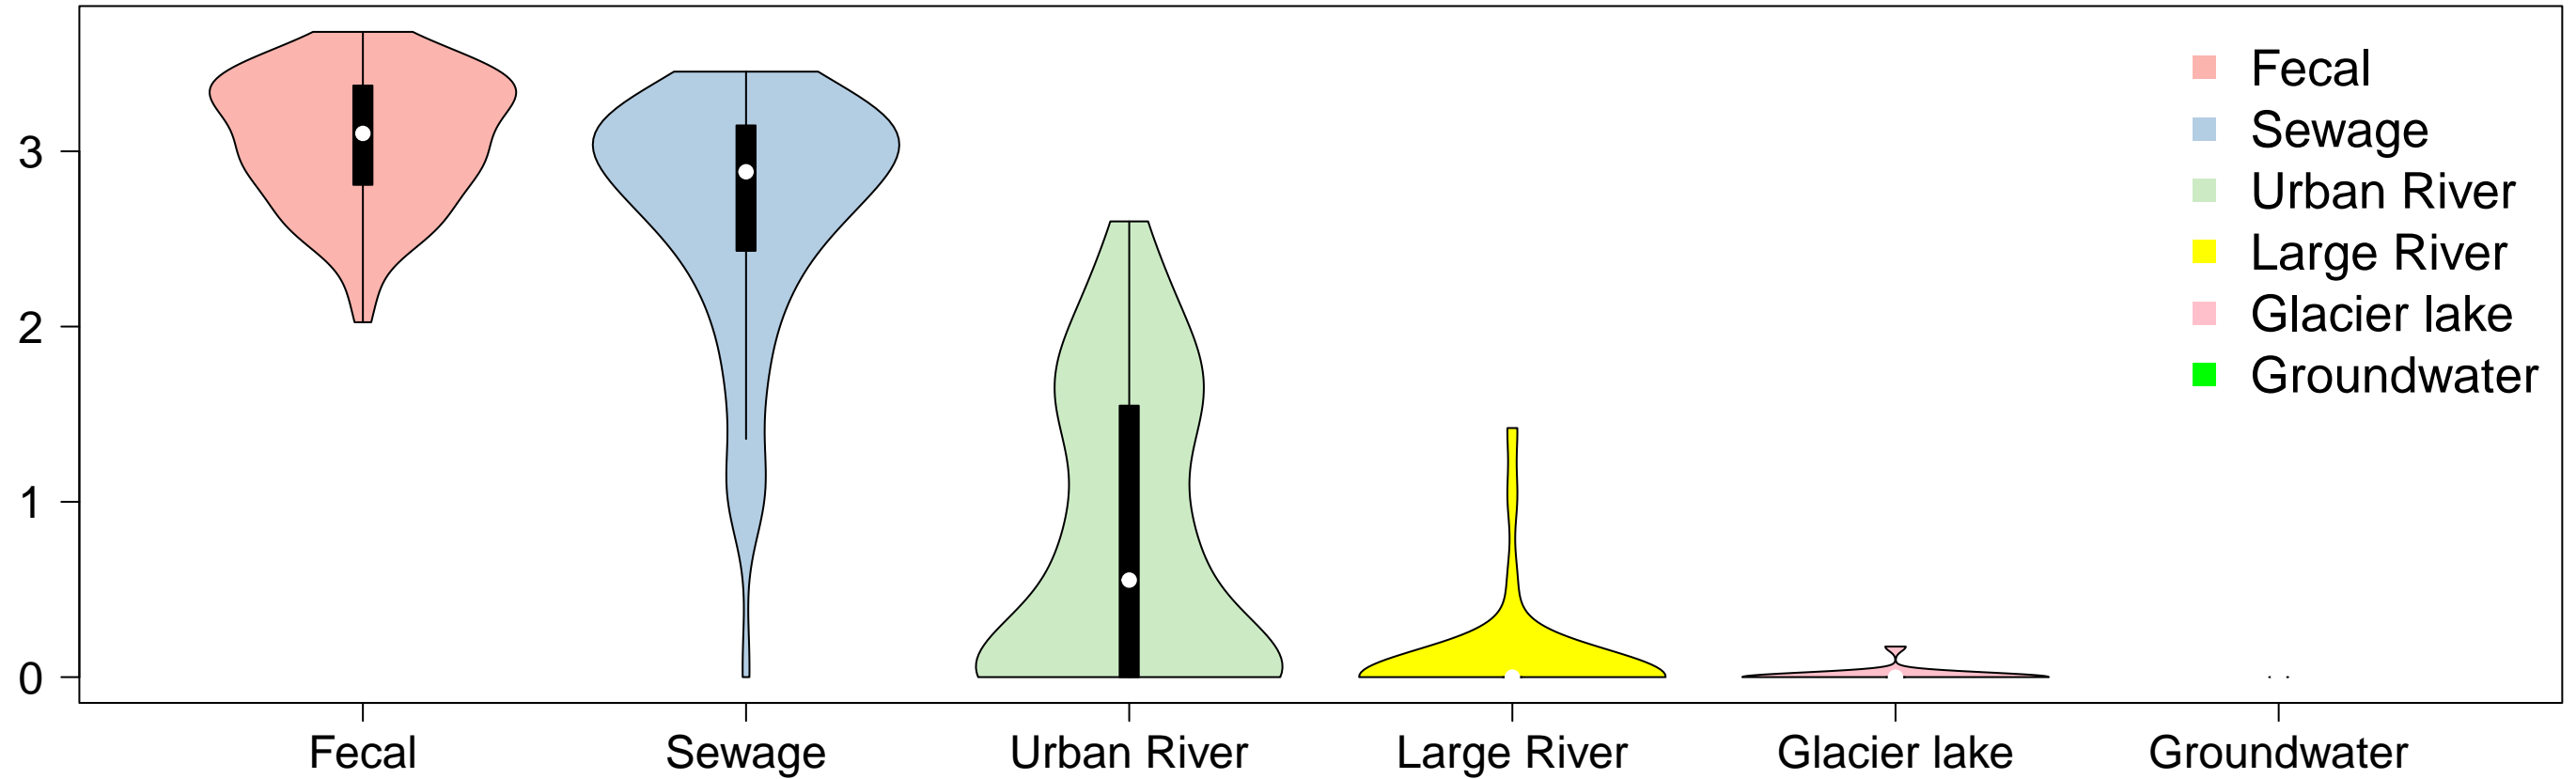 3
2
1
0
Fecal
Sewage
Urban River
Large River
Glacier lake
Groundwater
Fecal
Sewage
Urban River
Large River
Glacier lake
Groundwater